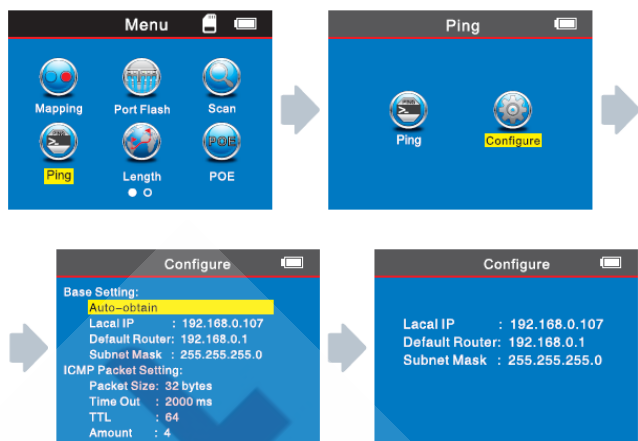 Menu
Mapping Port Flash Scan
POE
Ping Length POE
Ping
Ping Configure
Configure
Base Setting:
Auto-obtain
Lacal IP : 192.168.0.107
Default Router: 192.168.0.1
Subnet Mask : 255.255.255.0
ICMP Packet Setting:
Packet Size: 32 bytes
Time Out : 2000 ms
TTL : 64
Amount : 4
Configure
Lacal IP : 192.168.0.107
Default Router: 192.168.0.1
Subnet Mask : 255.255.255.0